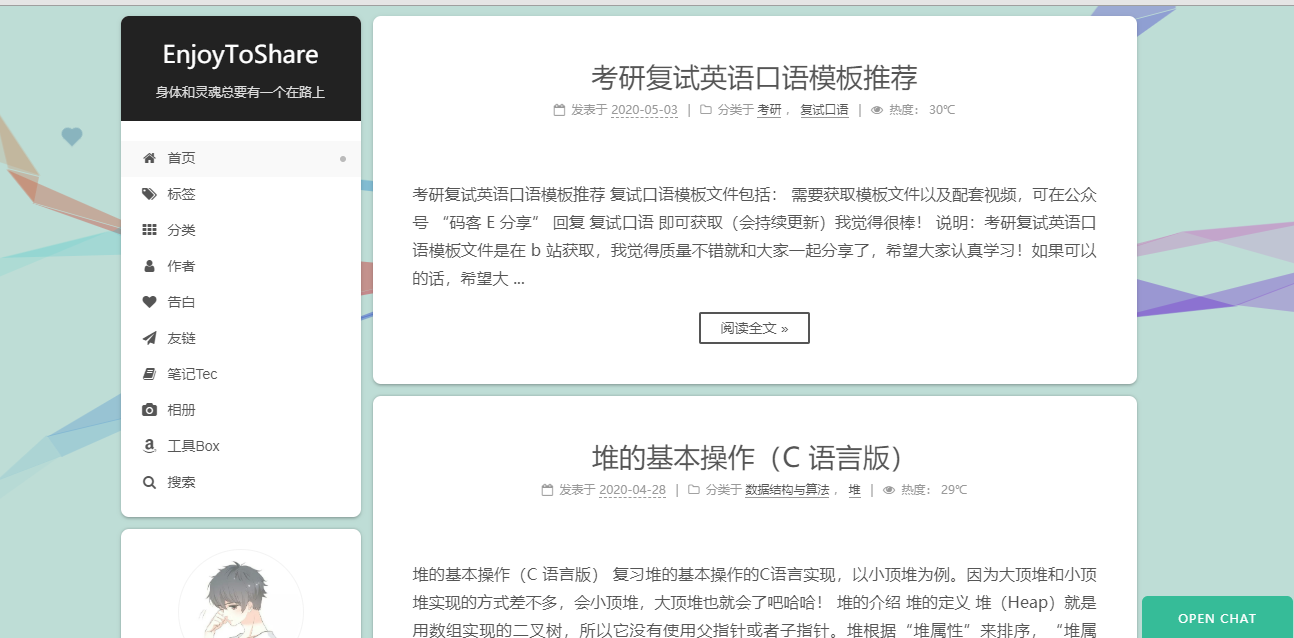 EnjoyToShare
身体和灵魂总要有一个在路上
首页
标签
分类
作者
告白
友链
笔记Tec
相册
工具Box
搜索
考研复试英语口语模板推荐
发表于 2020-05-03 | 分类于 考研 ， 复试口语 | 热度： 30℃
考研复试英语口语模板推荐 复试口语模板文件包括： 需要获取模板文件以及配套视频，可在公众
号 “码客 E 分享” 回复 复试口语 即可获取（会持续更新）我觉得很棒！ 说明：考研复试英语口
语模板文件是在 b 站获取，我觉得质量不错就和大家一起分享了，希望大家认真学习！如果可以
的话，希望大 ...
阅读全文 »
堆的基本操作（C 语言版）
发表于 2020-04-28 | 分类于 数据结构与算法 ， 堆 | 热度： 29℃
堆的基本操作（C 语言版） 复习堆的基本操作的C语言实现，以小顶堆为例。因为大顶堆和小顶
堆实现的方式差不多，会小顶堆，大顶堆也就会了吧哈哈！ 堆的介绍 堆的定义 堆（Heap）就是
用数组实现的二叉树，所以它没有使用父指针或者子指针。堆根据“堆属性”来排序，“堆属
OPEN CHAT